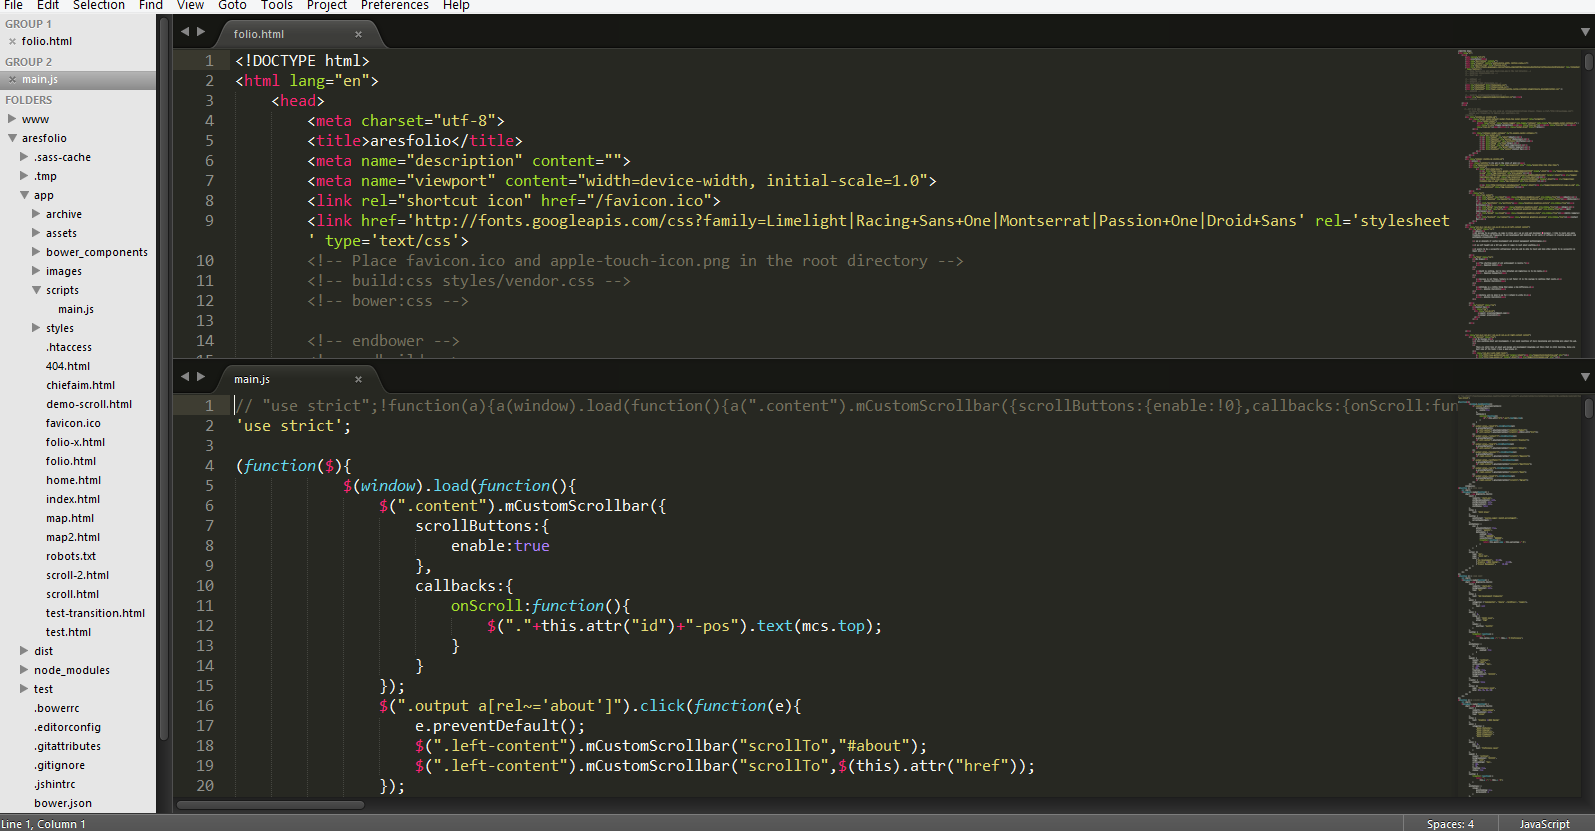 File Edit Selection Find View Goto Tools Project Preferences Help
GROUP 1
folio.html
GROUP 2
main.js
FOLDERS
www
aresfolio
.sass-cache
.tmp
app
archive
assets
bower_components
images
scripts
main.js
styles
.htaccess
404.html
chiefaim.html
demo-scroll.html
favicon.ico
folio-x.html
folio.html
home.html
index.html
map.html
map2.html
robots.txt
scroll-2.html
scroll.html
test-transition.html
test.html
dist
node_modules
test
.bowerrc
.editorconfig
.gitattributes
.gitignore
.jshintrc
bower.json
folio.html
1 <!DOCTYPE html>
2 <html lang="en">
3 <head>
4 <meta charset="utf-8">
5 <title>aresfolio</title>
6 <meta name="description" content="">
7 <meta name="viewport" content="width=device-width, initial-scale=1.0">
8 <link rel="shortcut icon" href="/favicon.ico">
9 <link href='http://fonts.googleapis.com/css?family=Limelight|Racing+Sans+One|Montserrat|Passion+One|Droid+Sans' rel='stylesheet
' type='text/css'>
10 <!-- Place favicon.ico and apple-touch-icon.png in the root directory -->
11 <!-- build:css styles/vendor.css -->
12 <!-- bower:css -->
13
14 <!-- endbower -->
main.js
1 // "use strict";!function(a){a(window).load(function(){a(".content").mCustomScrollbar({scrollButtons:{enable:!0},callbacks:{onScroll:fun
2 'use strict';
3
4 (function($){
5 $(window).load(function(){
6 $(".content").mCustomScrollbar({
7 scrollButtons:{
8 enable:true
9 },
10 callbacks:{
11 onScroll:function(){
12 $("."+this.attr("id")+"-pos").text(mcs.top);
13 }
14 }
15 });
16 $(".output a[rel~='about']").click(function(e){
17 e.preventDefault();
18 $(".left-content").mCustomScrollbar("scrollTo","#about");
19 $(".left-content").mCustomScrollbar("scrollTo",$(this).attr("href"));
20 });
Line 1, Column 1
Spaces: 4
JavaScript